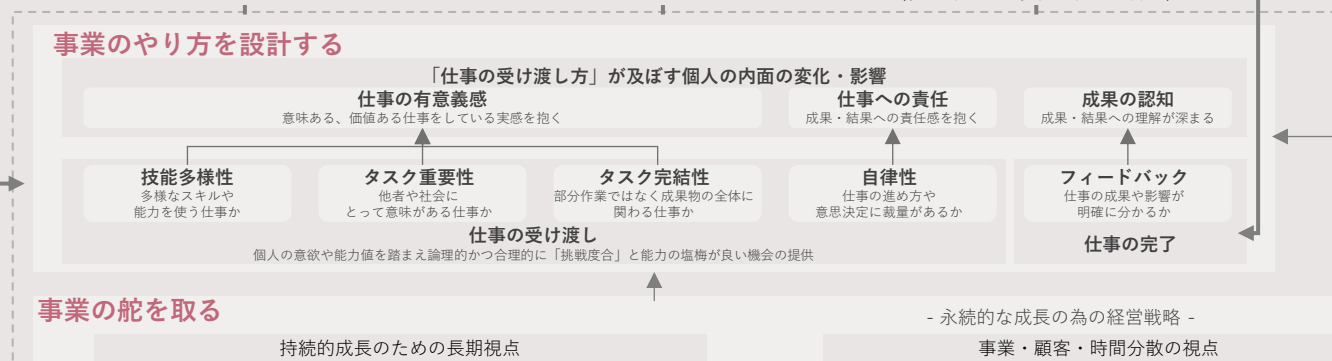 事業のやり方を設計する
「仕事の受け渡し方」が及ぼす個人の内面の変化・影響
仕事の有意義感
意味ある、価値ある仕事をしている実感を抱く
仕事への責任
成果・結果への責任感を抱く
成果の認知
成果・結果への理解が深まる
技能多様性
多様なスキルや
能力を使う仕事か
タスク重要性
他者や社会に
とって意味がある仕事か
タスク完結性
部分作業ではなく成果物の全体に
関わる仕事か
自律性
仕事の進め方や
意思決定に裁量があるか
フィードバック
仕事の成果や影響が
明確に分かるか
仕事の受け渡し
個人の意欲や能力値を踏まえ論理的かつ合理的に「挑戦度合」と能力の塩梅が良い機会の提供
仕事の完了
事業の舵を取る
- 永続的な成長の為の経営戦略 -
持続的成長のための長期視点
事業・顧客・時間分散の視点